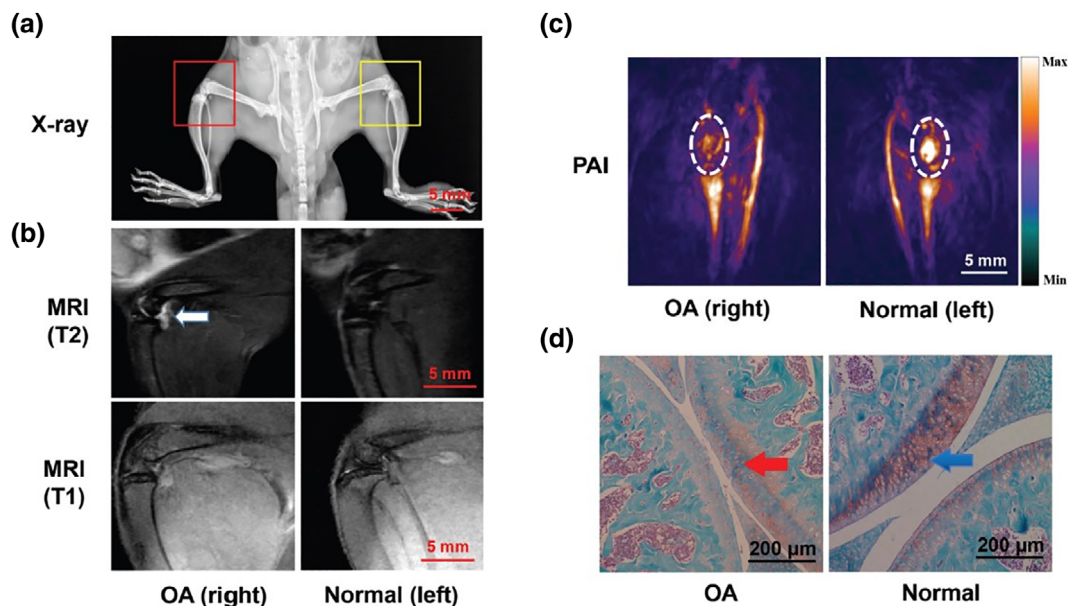 (a)
X-ray
5 mm
(b)
MRI
(T2)
5 mm
MRI
(T1)
5 mm
OA (right)
Normal (left)
(c)
Max
PAI
5 mm
Min
OA (right)
Normal (left)
(d)
200 µm
200 µm
OA
Normal